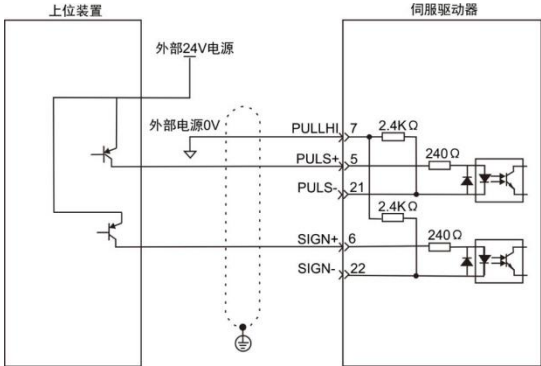 上位装置
伺服驱动器
外部24V电源
外部电源0V
PULLHI 7 2.4KΩ
PULS+ 5 240Ω
PULS- 21
2.4KΩ
SIGN+ 6 240Ω
SIGN- 22